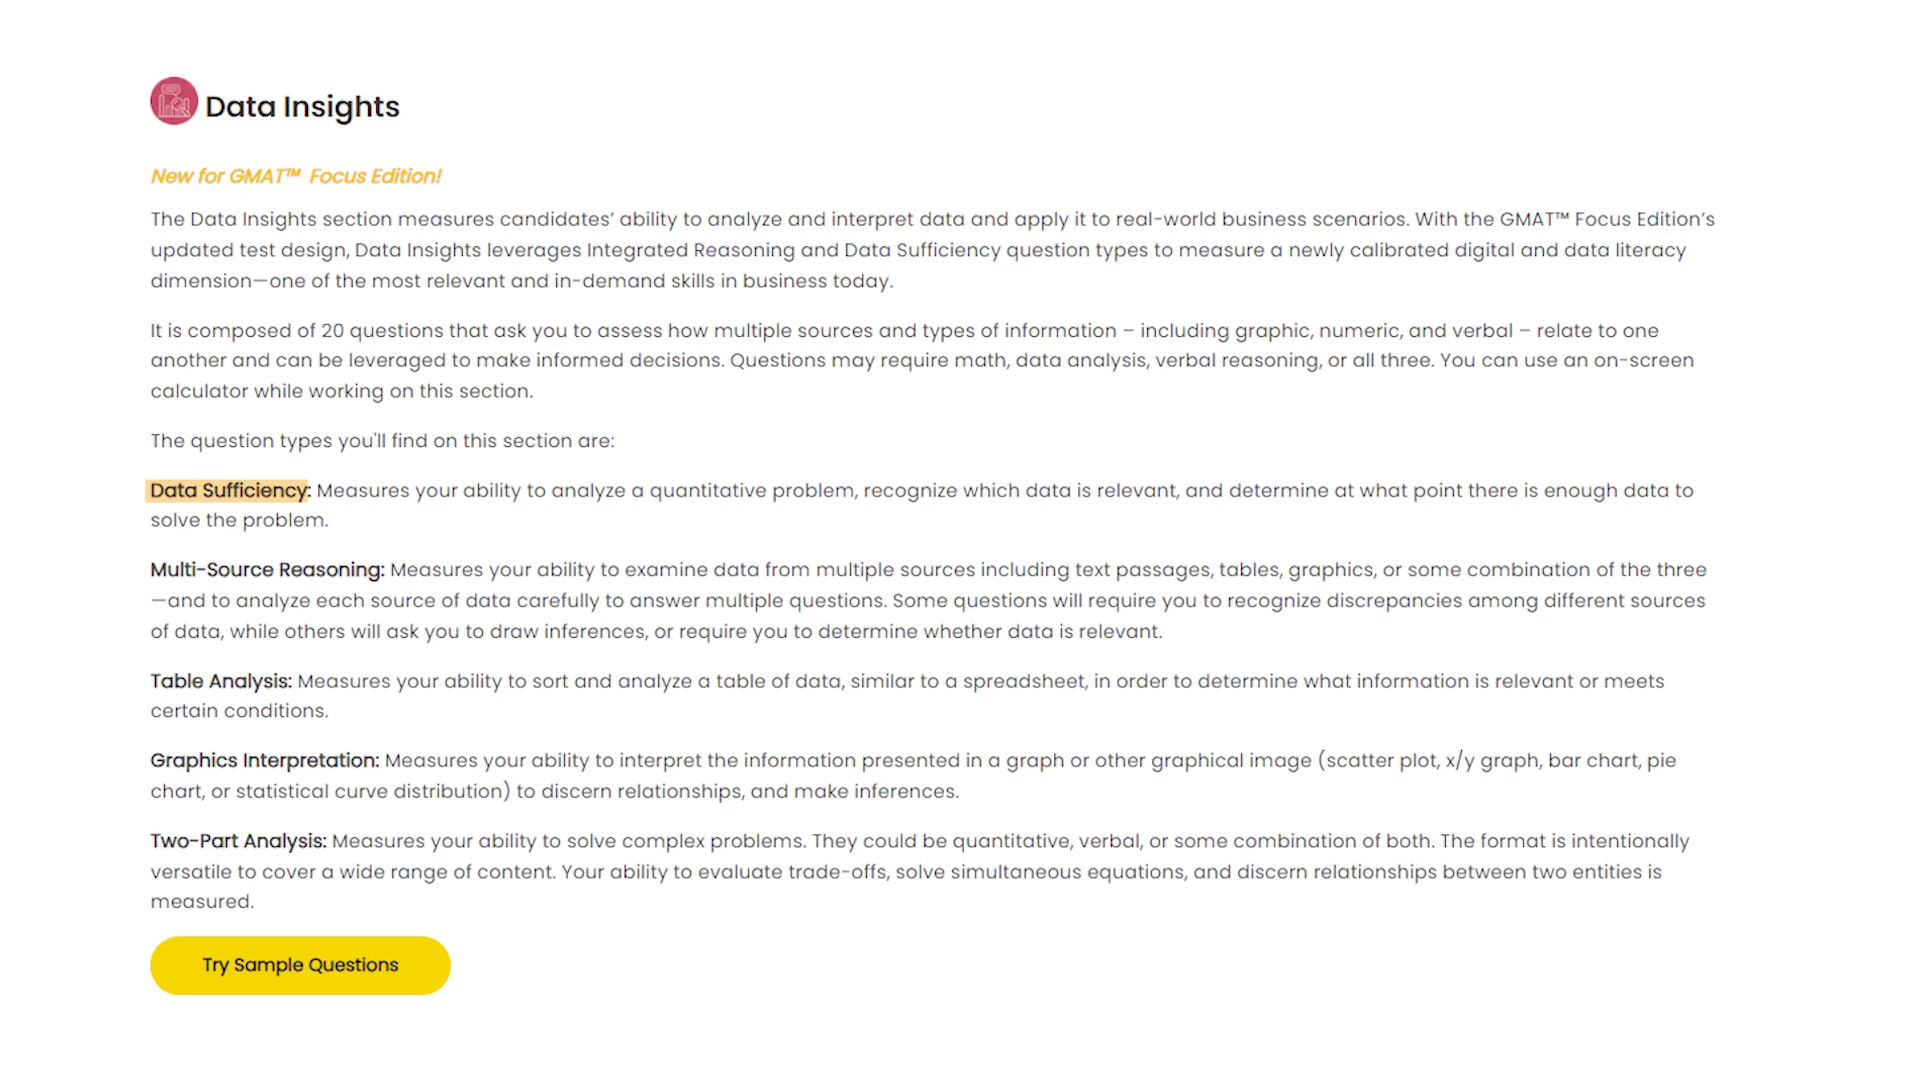 Data Insights
New for GMAT™ Focus Edition!
The Data Insights section measures candidates’ ability to analyze and interpret data and apply it to real-world business scenarios. With the GMAT™ Focus Edition’s
updated test design, Data Insights leverages Integrated Reasoning and Data Sufficiency question types to measure a newly calibrated digital and data literacy
dimension—one of the most relevant and in-demand skills in business today.
It is composed of 20 questions that ask you to assess how multiple sources and types of information – including graphic, numeric, and verbal – relate to one
another and can be leveraged to make informed decisions. Questions may require math, data analysis, verbal reasoning, or all three. You can use an on-screen
calculator while working on this section.
The question types you'll find on this section are:
Data Sufficiency: Measures your ability to analyze a quantitative problem, recognize which data is relevant, and determine at what point there is enough data to
solve the problem.
Multi-Source Reasoning: Measures your ability to examine data from multiple sources including text passages, tables, graphics, or some combination of the three
—and to analyze each source of data carefully to answer multiple questions. Some questions will require you to recognize discrepancies among different sources
of data, while others will ask you to draw inferences, or require you to determine whether data is relevant.
Table Analysis: Measures your ability to sort and analyze a table of data, similar to a spreadsheet, in order to determine what information is relevant or meets
certain conditions.
Graphics Interpretation: Measures your ability to interpret the information presented in a graph or other graphical image (scatter plot, x/y graph, bar chart, pie
chart, or statistical curve distribution) to discern relationships, and make inferences.
Two-Part Analysis: Measures your ability to solve complex problems. They could be quantitative, verbal, or some combination of both. The format is intentionally
versatile to cover a wide range of content. Your ability to evaluate trade-offs, solve simultaneous equations, and discern relationships between two entities is
measured.
Try Sample Questions